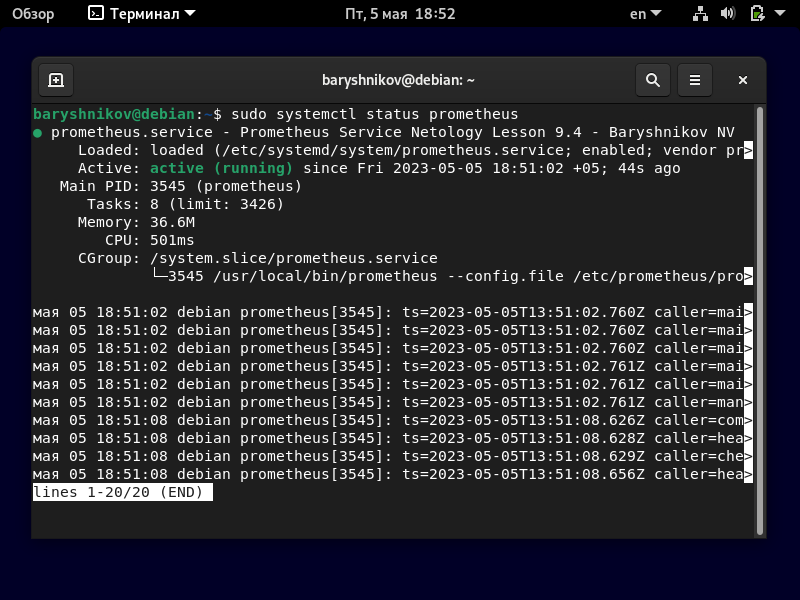 Обзор
Терминал
Пт, 5 мая 18:52
en
baryshnikov@debian: ~
baryshnikov@debian:~$ sudo systemctl status prometheus
● prometheus.service - Prometheus Service Netology Lesson 9.4 - Baryshnikov NV
Loaded: loaded (/etc/systemd/system/prometheus.service; enabled; vendor pr>
Active: active (running) since Fri 2023-05-05 18:51:02 +05; 44s ago
Main PID: 3545 (prometheus)
Tasks: 8 (limit: 3426)
Memory: 36.6M
CPU: 501ms
CGroup: /system.slice/prometheus.service
└─3545 /usr/local/bin/prometheus --config.file /etc/prometheus/pro>
мая 05 18:51:02 debian prometheus[3545]: ts=2023-05-05T13:51:02.760Z caller=mai>
мая 05 18:51:02 debian prometheus[3545]: ts=2023-05-05T13:51:02.760Z caller=mai>
мая 05 18:51:02 debian prometheus[3545]: ts=2023-05-05T13:51:02.760Z caller=mai>
мая 05 18:51:02 debian prometheus[3545]: ts=2023-05-05T13:51:02.761Z caller=mai>
мая 05 18:51:02 debian prometheus[3545]: ts=2023-05-05T13:51:02.761Z caller=mai>
мая 05 18:51:02 debian prometheus[3545]: ts=2023-05-05T13:51:02.761Z caller=man>
мая 05 18:51:08 debian prometheus[3545]: ts=2023-05-05T13:51:08.626Z caller=com>
мая 05 18:51:08 debian prometheus[3545]: ts=2023-05-05T13:51:08.628Z caller=hea>
мая 05 18:51:08 debian prometheus[3545]: ts=2023-05-05T13:51:08.629Z caller=che>
мая 05 18:51:08 debian prometheus[3545]: ts=2023-05-05T13:51:08.656Z caller=hea>
lines 1-20/20 (END)